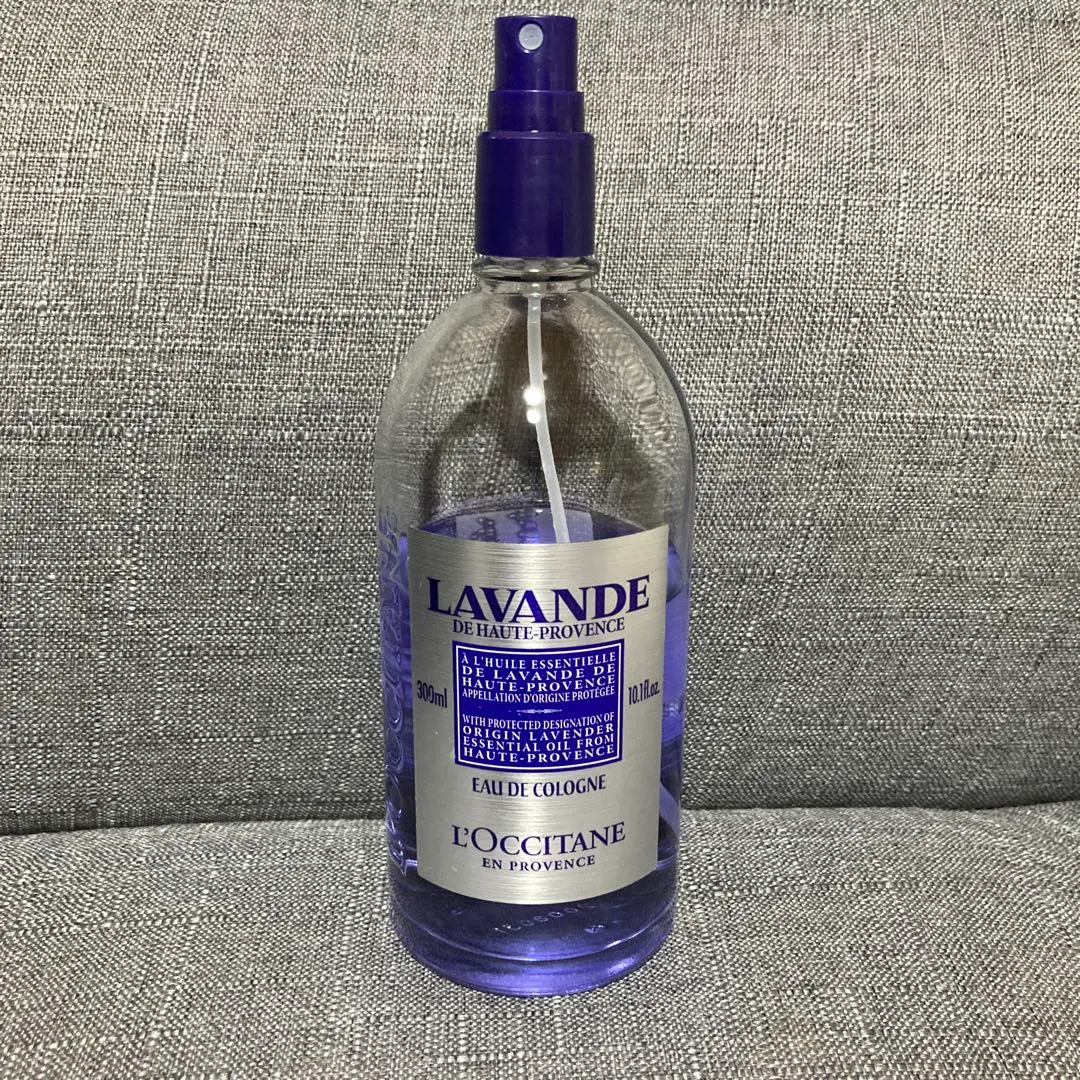 LAVANDE
DE HAUTE-PROVENCE
À L'HUILE ESSENTIELLE
DE LAVANDE DE
HAUTE-PROVENCE
APPELLATION D'ORIGINE PROTÉGÉE
300ml
10.1fl.oz.
WITH PROTECTED DESIGNATION OF
ORIGIN LAVENDER
ESSENTIAL OIL FROM
HAUTE-PROVENCE
EAU DE COLOGNE
L'OCCITANE
EN PROVENCE
L'OCCITANE